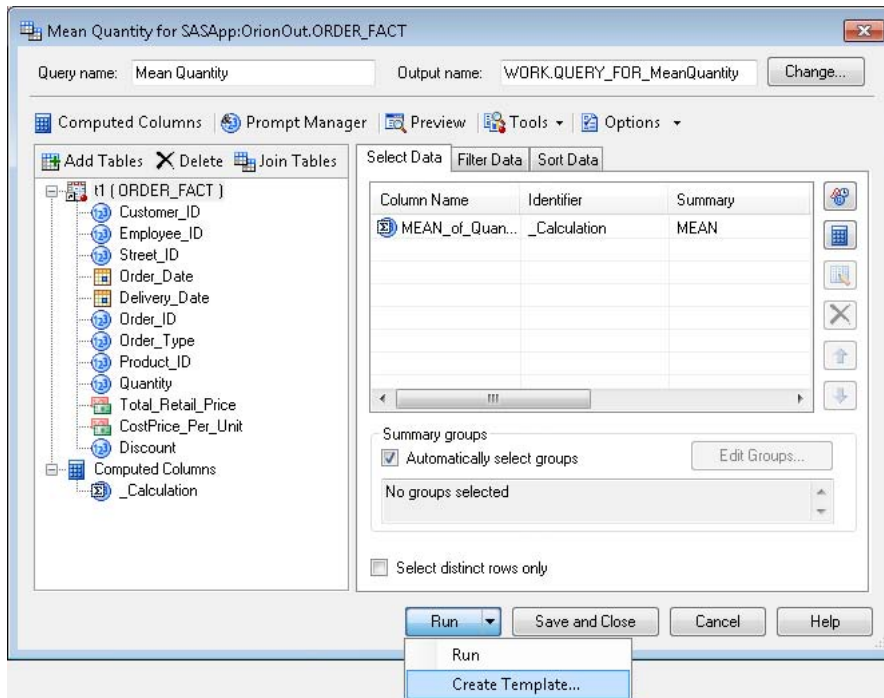 Mean Quantity for SASApp:OrionOut.ORDER_FACT
Query name: Mean Quantity Output name: WORK.QUERY_FOR_MeanQuantity Change...
Computed Columns Prompt Manager Preview Tools Options
Add Tables Delete Join Tables
t1 ( ORDER_FACT )
Customer_ID
Employee_ID
Street_ID
Order_Date
Delivery_Date
Order_ID
Order_Type
Product_ID
Quantity
Total_Retail_Price
CostPrice_Per_Unit
Discount
Computed Columns
_Calculation
Select Data Filter Data Sort Data
Column Name Identifier Summary
MEAN_of_Quan... _Calculation MEAN
Summary groups
Automatically select groups Edit Groups...
No groups selected
Select distinct rows only
Run Save and Close Cancel Help
Run
Create Template...